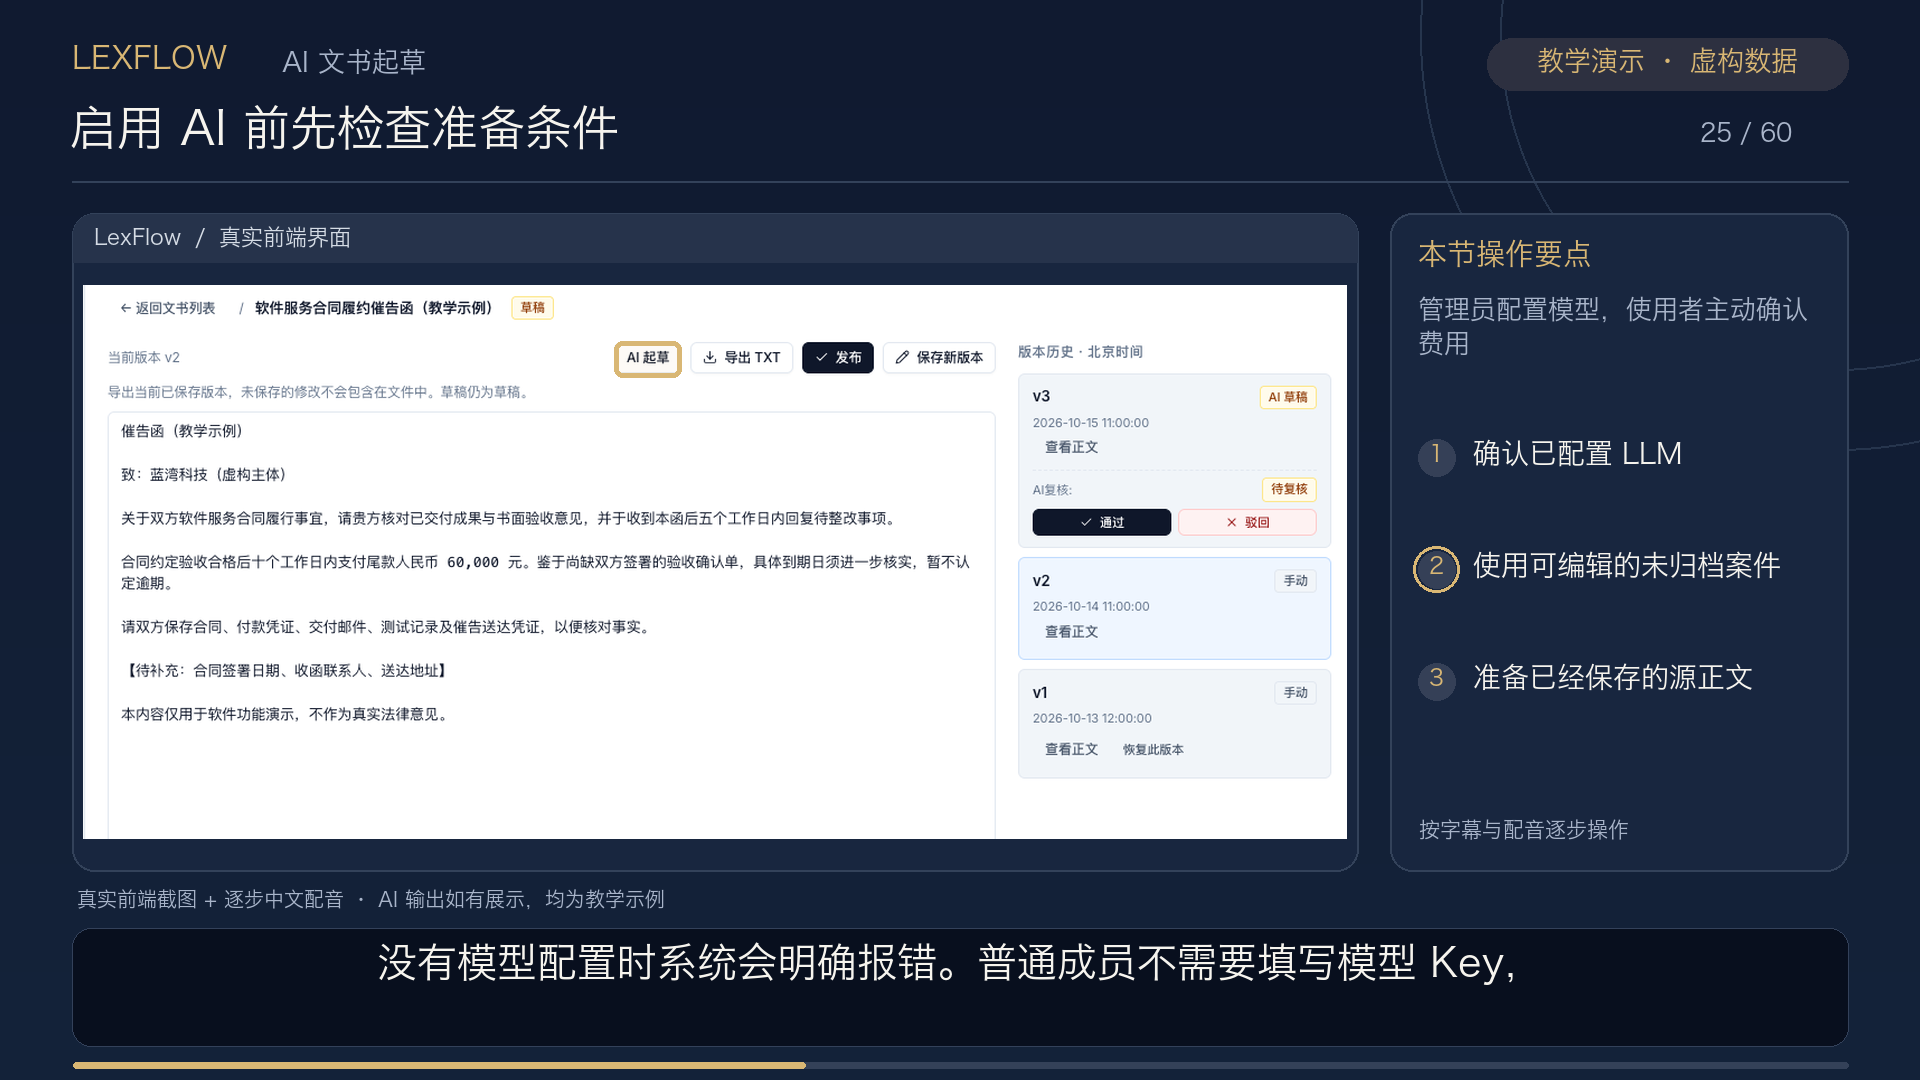 LEXFLOW AI 文书起草
教学演示 · 虚构数据
启用 AI 前先检查准备条件
25 / 60
LexFlow / 真实前端界面
← 返回文书列表 / 软件服务合同履约催告函（教学示例） 草稿
当前版本 v2
AI 起草 导出 TXT 发布 保存新版本
导出当前已保存版本，未保存的修改不会包含在文件中。草稿仍为草稿。
催告函（教学示例）
致：蓝湾科技（虚构主体）
关于双方软件服务合同履行事宜，请贵方核对已交付成果与书面验收意见，并于收到本函后五个工作日内回复待整改事项。
合同约定验收合格后十个工作日内支付尾款人民币 60,000 元。鉴于尚缺双方签署的验收确认单，具体到期日须进一步核实，暂不认
定逾期。
请双方保存合同、付款凭证、交付邮件、测试记录及催告送达凭证，以便核对事实。
【待补充：合同签署日期、收函联系人、送达地址】
本内容仅用于软件功能演示，不作为真实法律意见。
版本历史 · 北京时间
v3 AI 草稿
2026-10-15 11:00:00
查看正文
AI复核: 待复核
通过 驳回
v2 手动
2026-10-14 11:00:00
查看正文
v1 手动
2026-10-13 12:00:00
查看正文 恢复此版本
本节操作要点
管理员配置模型，使用者主动确认
费用
1 确认已配置 LLM
2 使用可编辑的未归档案件
3 准备已经保存的源正文
按字幕与配音逐步操作
真实前端截图 + 逐步中文配音 · AI 输出如有展示，均为教学示例
没有模型配置时系统会明确报错。普通成员不需要填写模型 Key,